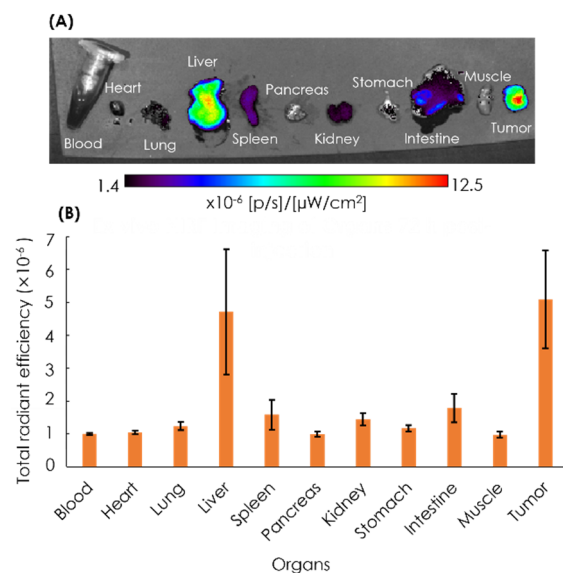 (A)
Liver
Heart
Pancreas
Stomach
Muscle
Blood
Lung
Spleen
Kidney
Intestine
Tumor
1.4
12.5
x10⁻⁶ [p/s]/[µW/cm²]
(B)
Total radiant efficiency (×10⁻⁶)
7
6
5
4
3
2
1
0
Blood
Heart
Lung
Liver
Spleen
Pancreas
Kidney
Stomach
Intestine
Muscle
Tumor
Organs